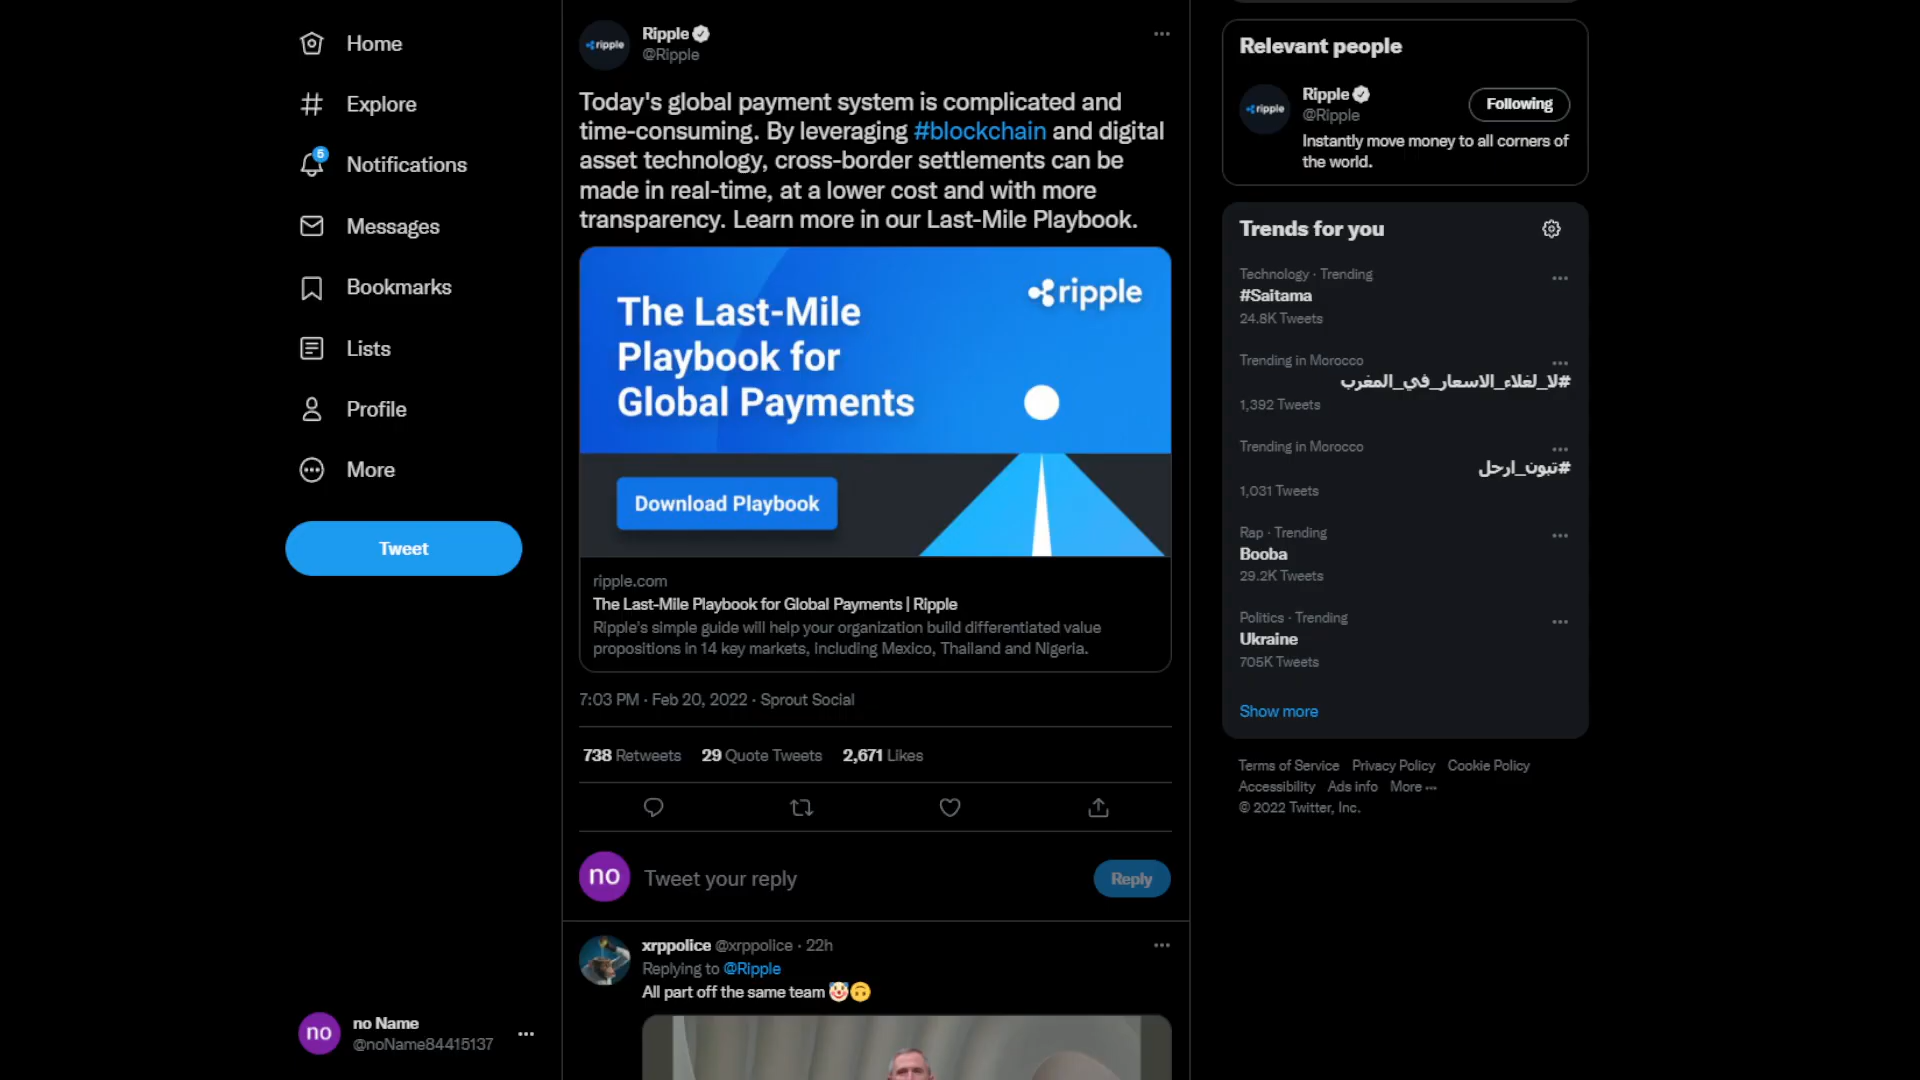 Home
Explore
5
Notifications
Messages
Bookmarks
Lists
Profile
More
Tweet
no
no Name
@noName84415137
ripple
Ripple
@Ripple
Today's global payment system is complicated and
time-consuming. By leveraging #blockchain and digital
asset technology, cross-border settlements can be
made in real-time, at a lower cost and with more
transparency. Learn more in our Last-Mile Playbook.
The Last-Mile
Playbook for
Global Payments
ripple
Download Playbook
ripple.com
The Last-Mile Playbook for Global Payments | Ripple
Ripple's simple guide will help your organization build differentiated value
propositions in 14 key markets, including Mexico, Thailand and Nigeria.
7:03 PM · Feb 20, 2022 · Sprout Social
738 Retweets 29 Quote Tweets 2,671 Likes
no
Tweet your reply
Reply
xrppolice @xrppolice · 22h
Replying to @Ripple
All part off the same team 🤡🙃
Relevant people
ripple
Ripple
@Ripple
Following
Instantly move money to all corners of
the world.
Trends for you
Technology · Trending
#Saitama
24.8K Tweets
Trending in Morocco
#لا_لغلاء_الاسعار_في_المغرب
1,392 Tweets
Trending in Morocco
#تبون_ارحل
1,031 Tweets
Rap · Trending
Booba
29.2K Tweets
Politics · Trending
Ukraine
705K Tweets
Show more
Terms of Service Privacy Policy Cookie Policy
Accessibility Ads info More ···
© 2022 Twitter, Inc.